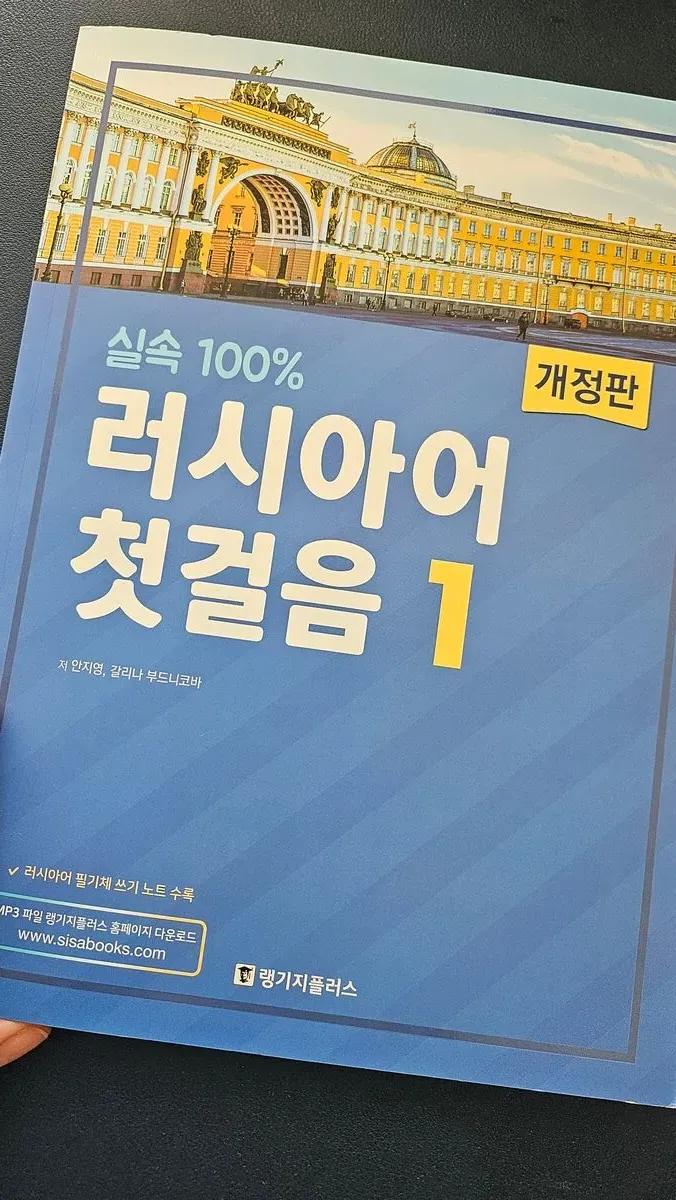 실속 100%
개정판
러시아어
첫걸음 1
저 안지영, 갈리나 부드니코바
✓ 러시아어 필기체 쓰기 노트 수록
MP3 파일 랭기지플러스 홈페이지 다운로드
www.sisabooks.com
랭기지플러스